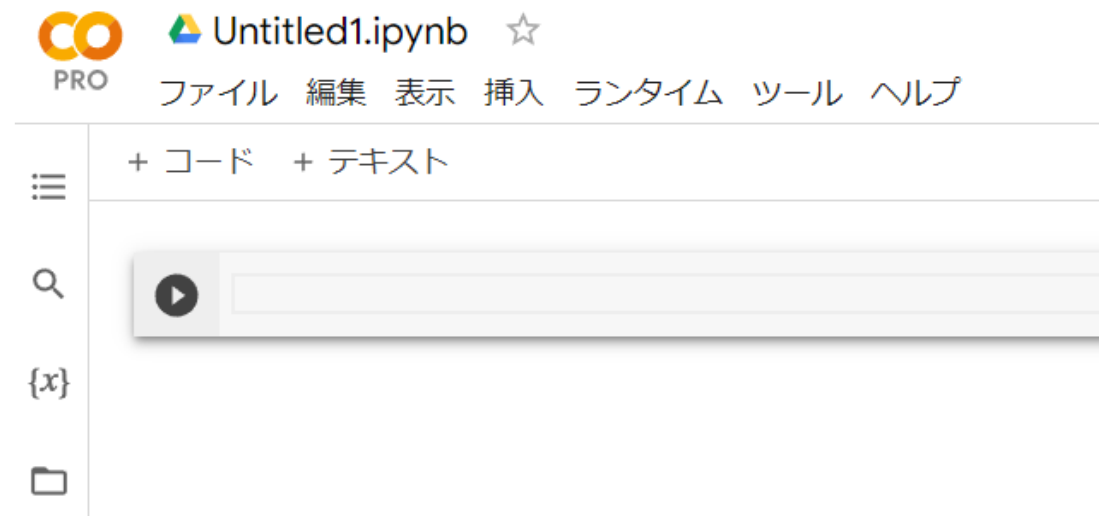 CO Untitled1.ipynb
PRO
ファイル 編集 表示 挿入 ランタイム ツール ヘルプ
+ コード + テキスト
{x}